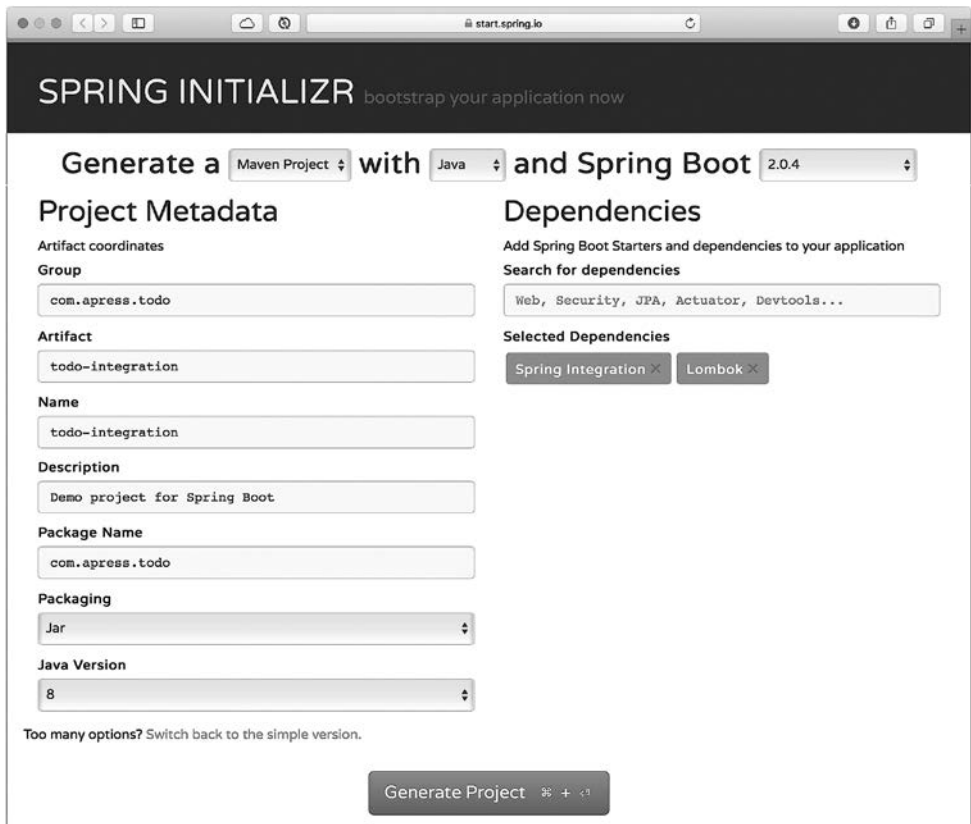 start.spring.io
SPRING INITIALIZR bootstrap your application now
Generate a Maven Project with Java and Spring Boot 2.0.4
Project Metadata
Artifact coordinates
Group
com.apress.todo
Artifact
todo-integration
Name
todo-integration
Description
Demo project for Spring Boot
Package Name
com.apress.todo
Packaging
Jar
Java Version
8
Dependencies
Add Spring Boot Starters and dependencies to your application
Search for dependencies
Web, Security, JPA, Actuator, Devtools...
Selected Dependencies
Spring Integration ×
Lombok ×
Too many options? Switch back to the simple version.
Generate Project ⌘ + ⏎